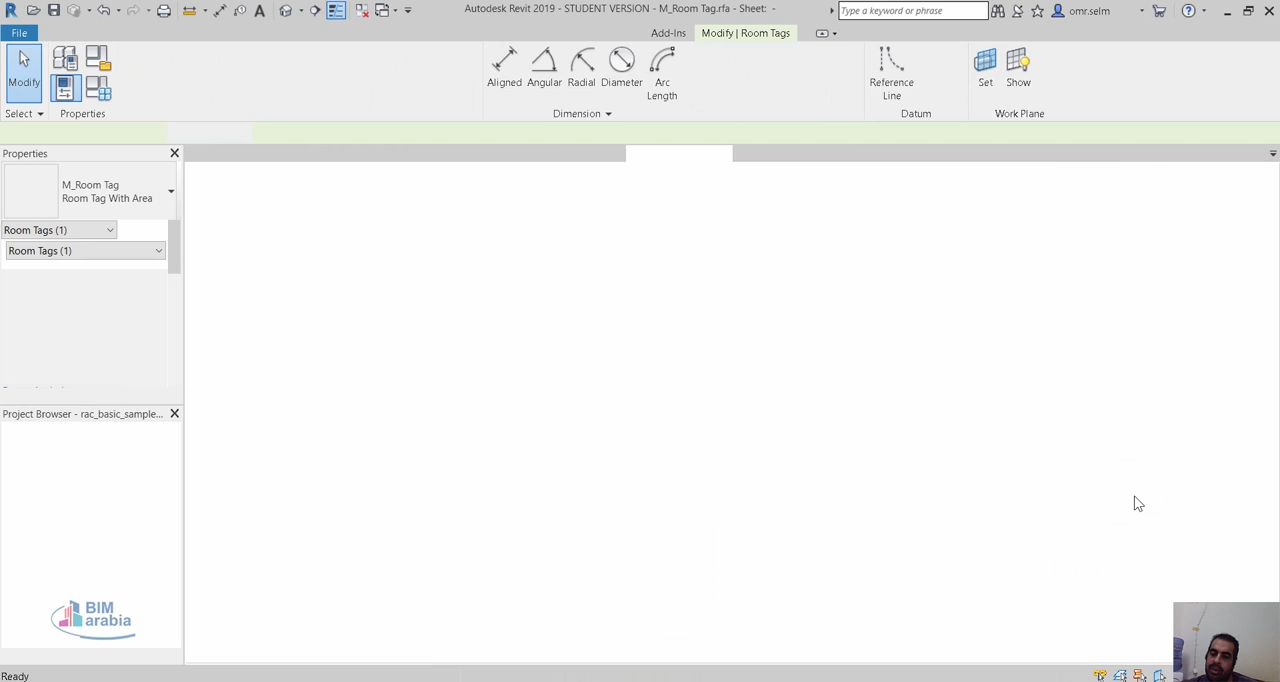 Autodesk Revit 2019 - STUDENT VERSION - M_Room Tag.rfa - Sheet: -
Type a keyword or phrase
omr.selm
File
Add-Ins
Modify | Room Tags
Modify
Aligned
Angular
Radial
Diameter
Arc
Length
Reference
Line
Set
Show
Select
Properties
Dimension
Datum
Work Plane
Properties
M_Room Tag
Room Tag With Area
Room Tags (1)
Room Tags (1)
Project Browser - rac_basic_sample...
BIM
arabia
Ready